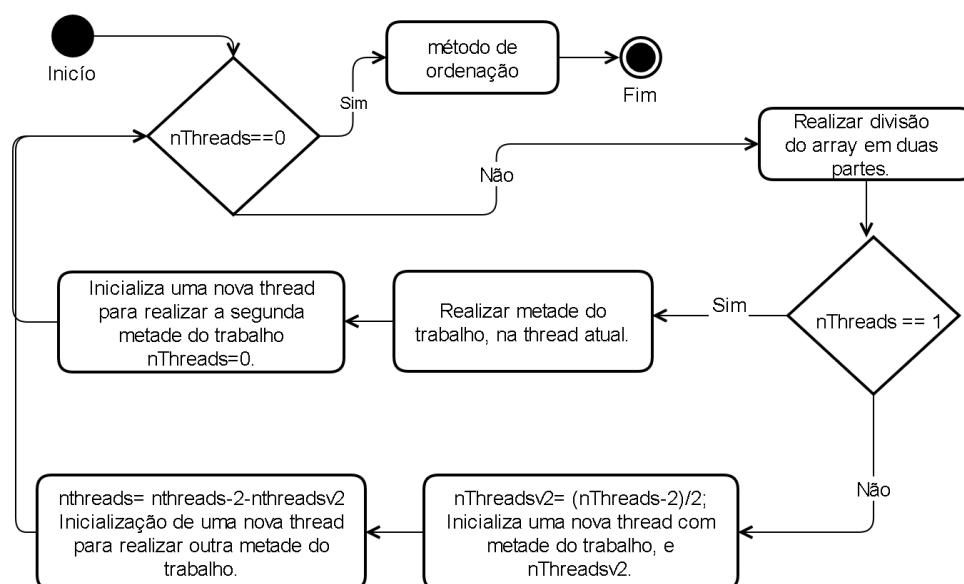 Inicío
nThreads==0
Sim
método de
ordenação
Fim
Não
Realizar divisão
do array em duas
partes.
nThreads == 1
Sim
Realizar metade do
trabalho, na thread atual.
Inicializa uma nova thread
para realizar a segunda
metade do trabalho
nThreads=0.
Não
nThreadsv2= (nThreads-2)/2;
Inicializa uma nova thread com
metade do trabalho, e
nThreadsv2.
nthreads= nthreads-2-nthreadsv2
Inicialização de uma nova thread
para realizar outra metade do
trabalho.